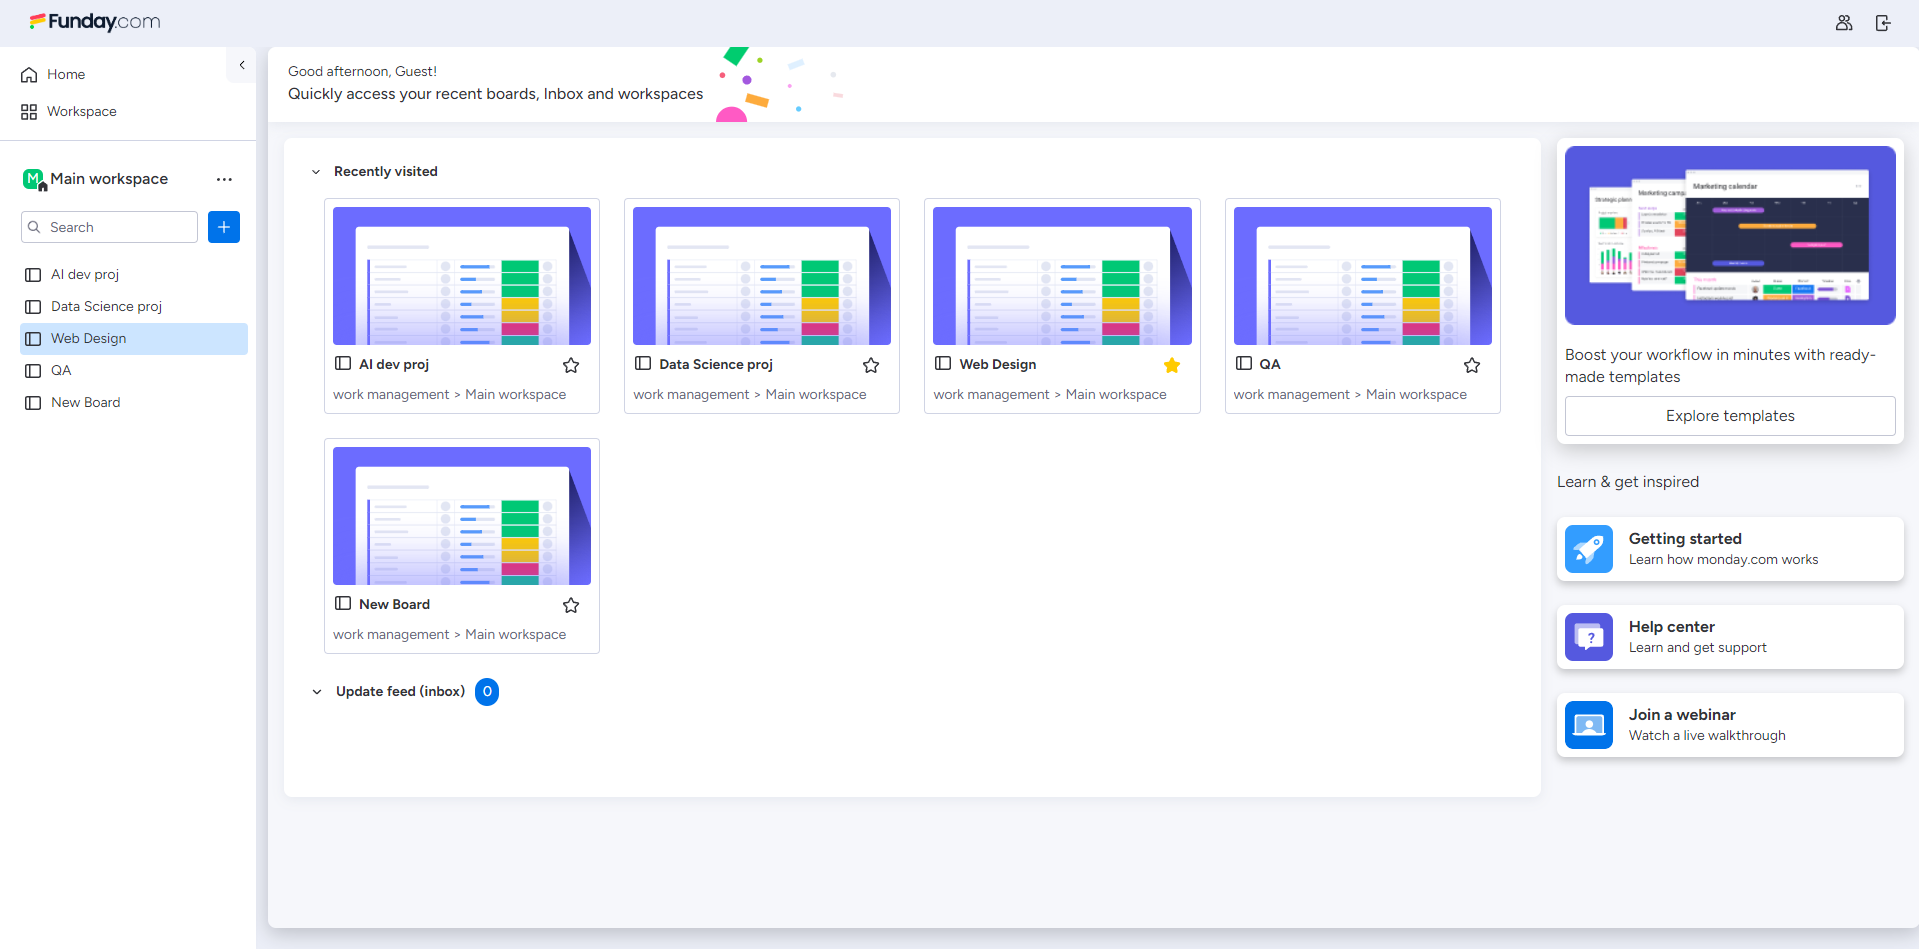 Funday.com
Home
Workspace
M Main workspace
Search
AI dev proj
Data Science proj
Web Design
QA
New Board
Good afternoon, Guest!
Quickly access your recent boards, Inbox and workspaces
Recently visited
AI dev proj
work management > Main workspace
Data Science proj
work management > Main workspace
Web Design
work management > Main workspace
QA
work management > Main workspace
New Board
work management > Main workspace
Update feed (inbox) 0
Marketing calendar
Boost your workflow in minutes with ready-
made templates
Explore templates
Learn & get inspired
Getting started
Learn how monday.com works
Help center
Learn and get support
Join a webinar
Watch a live walkthrough